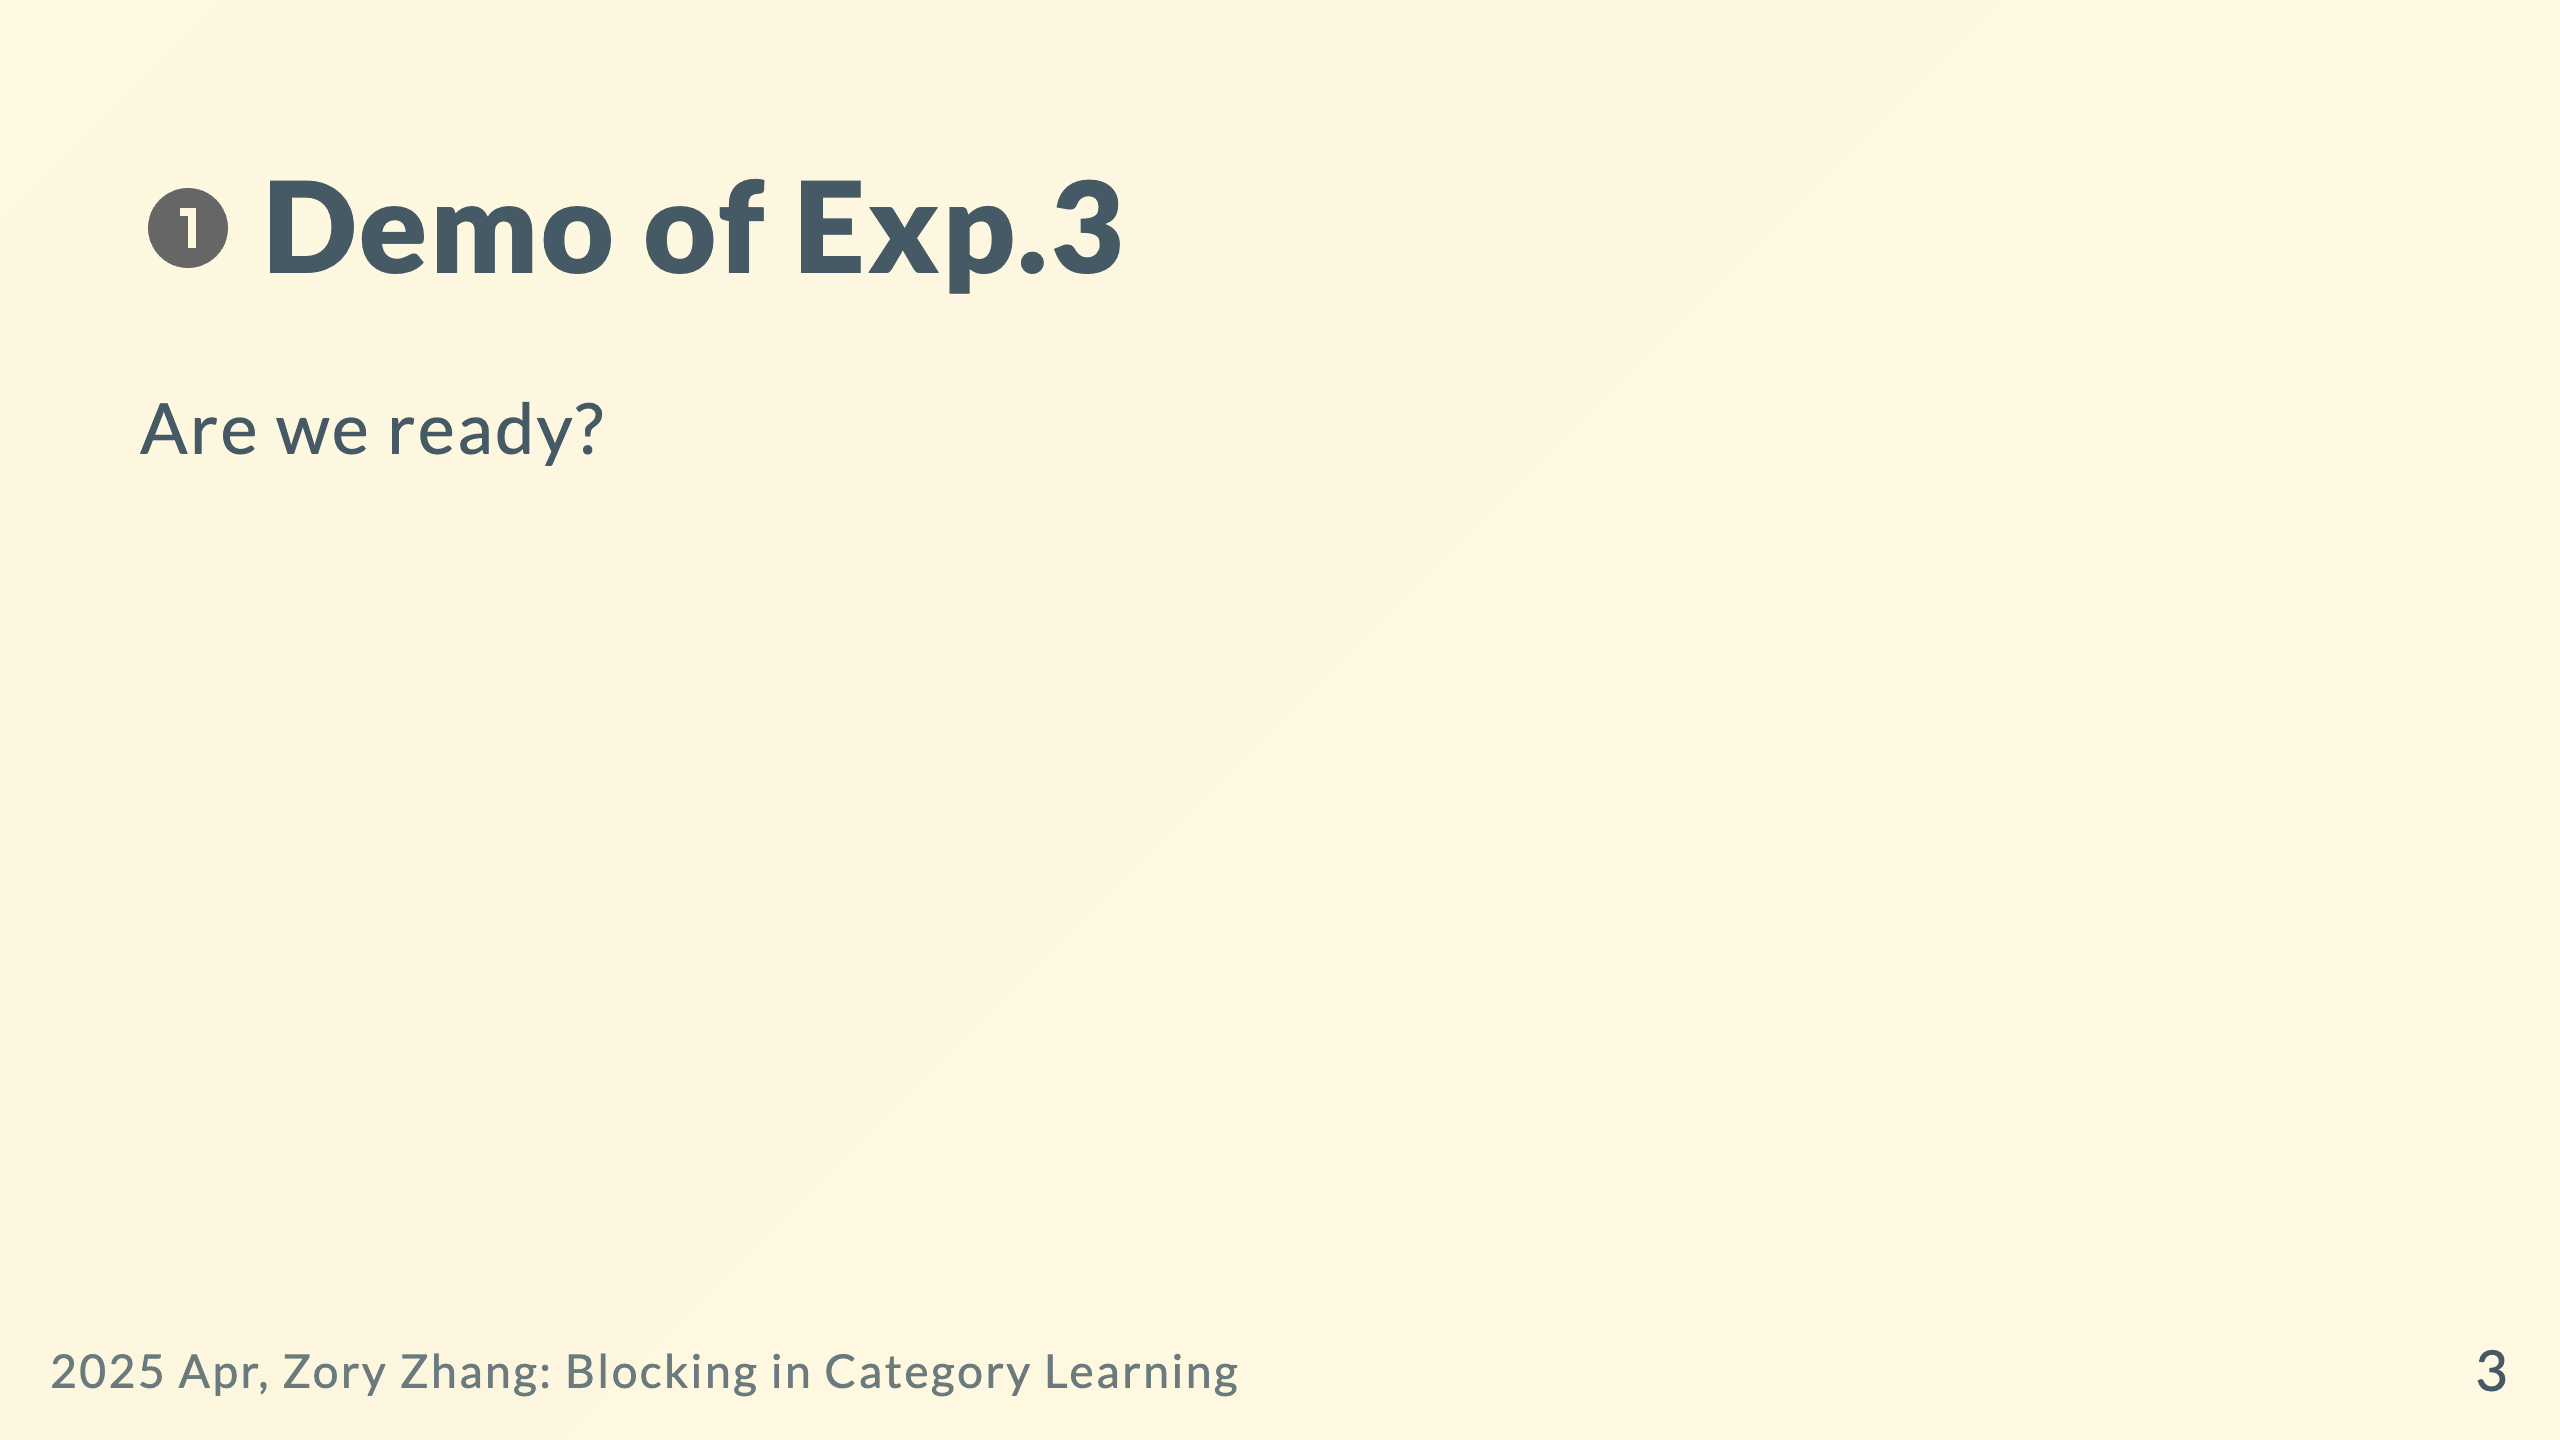 ❶ Demo of Exp.3
Are we ready?
2025 Apr, Zory Zhang: Blocking in Category Learning
3